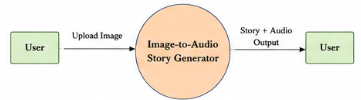 User
Upload Image
Image-to-Audio
Story Generator
Story + Audio
Output
User